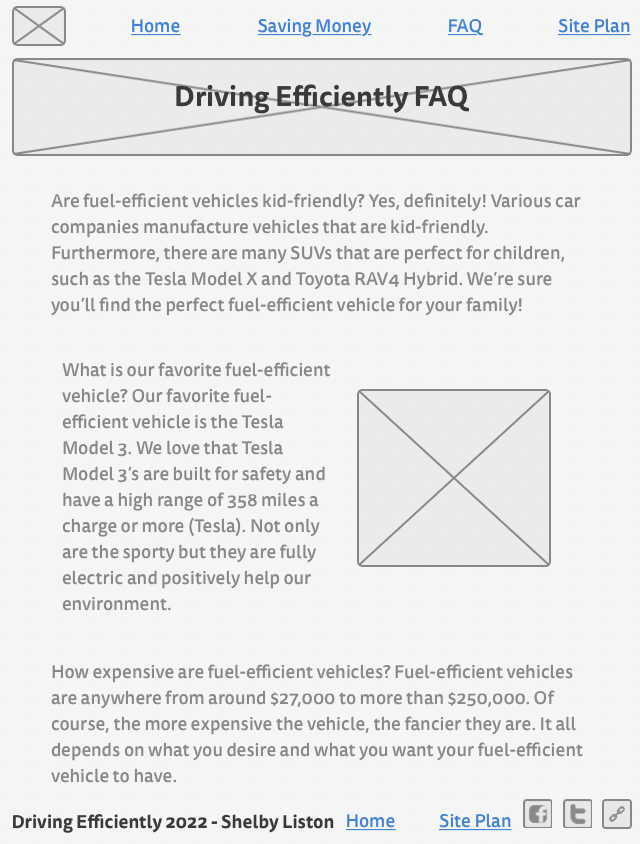 Home Saving Money FAQ Site Plan
Driving Efficiently FAQ
Are fuel-efficient vehicles kid-friendly? Yes, definitely! Various car
companies manufacture vehicles that are kid-friendly.
Furthermore, there are many SUVs that are perfect for children,
such as the Tesla Model X and Toyota RAV4 Hybrid. We're sure
you'll find the perfect fuel-efficient vehicle for your family!
What is our favorite fuel-efficient
vehicle? Our favorite fuel-
efficient vehicle is the Tesla
Model 3. We love that Tesla
Model 3's are built for safety and
have a high range of 358 miles a
charge or more (Tesla). Not only
are the sporty but they are fully
electric and positively help our
environment.
How expensive are fuel-efficient vehicles? Fuel-efficient vehicles
are anywhere from around $27,000 to more than $250,000. Of
course, the more expensive the vehicle, the fancier they are. It all
depends on what you desire and what you want your fuel-efficient
vehicle to have.
Driving Efficiently 2022 - Shelby Liston Home Site Plan